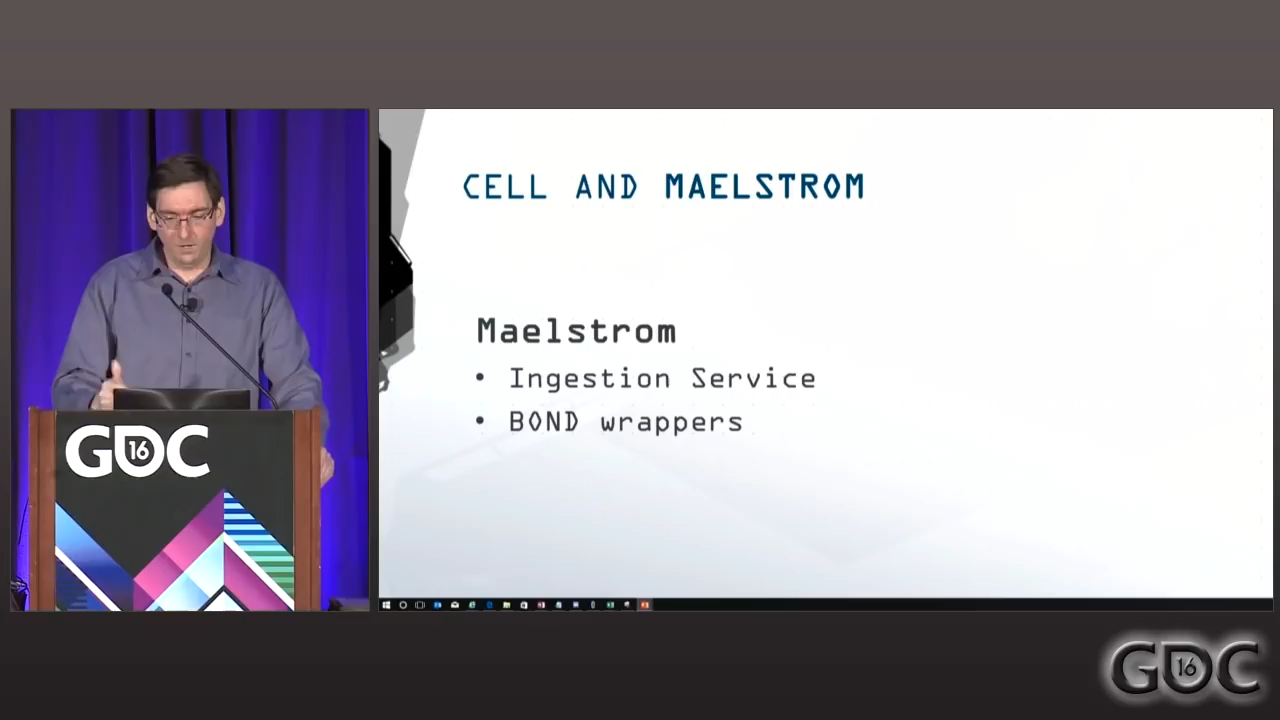 CELL AND MAELSTROM
Maelstrom
• Ingestion Service
• BOND wrappers
GDC 16
GDC 16